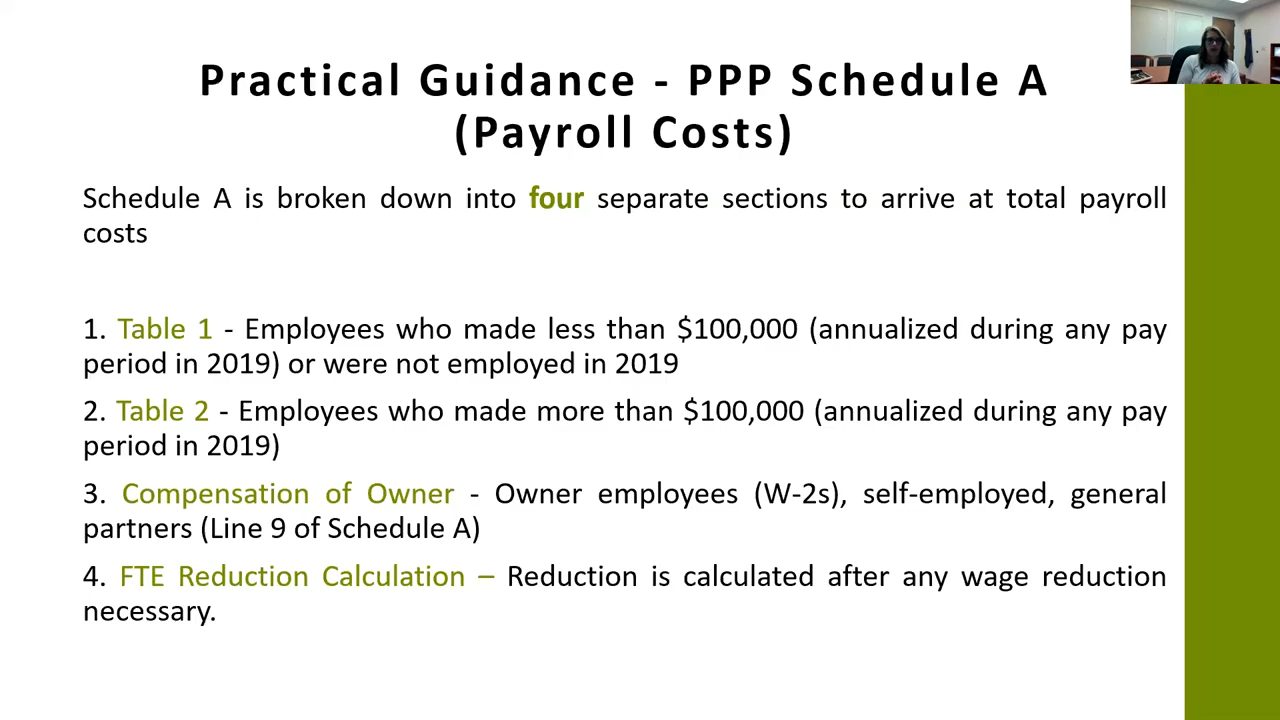 Practical Guidance - PPP Schedule A
(Payroll Costs)
Schedule A is broken down into four separate sections to arrive at total payroll
costs
1. Table 1 - Employees who made less than $100,000 (annualized during any pay
period in 2019) or were not employed in 2019
2. Table 2 - Employees who made more than $100,000 (annualized during any pay
period in 2019)
3. Compensation of Owner - Owner employees (W-2s), self-employed, general
partners (Line 9 of Schedule A)
4. FTE Reduction Calculation – Reduction is calculated after any wage reduction
necessary.